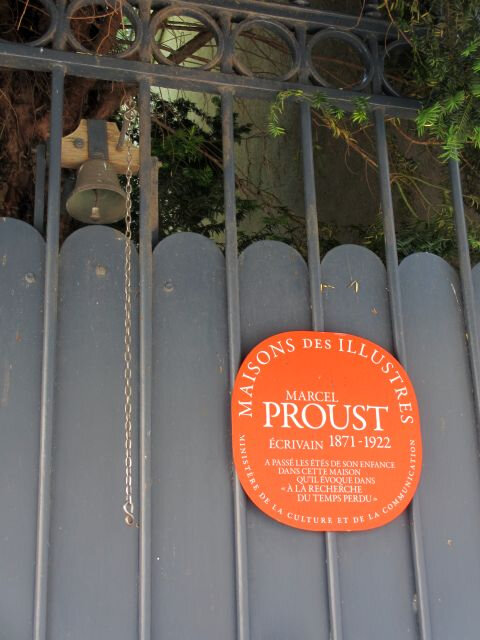 MAISONS DES ILLUSTRES
MARCEL
PROUST
ÉCRIVAIN 1871-1922
A PASSÉ LES ÉTÉS DE SON ENFANCE
DANS CETTE MAISON
QU'IL ÉVOQUE DANS
« À LA RECHERCHE
DU TEMPS PERDU »
MINISTÈRE DE LA CULTURE ET DE LA COMMUNICATION